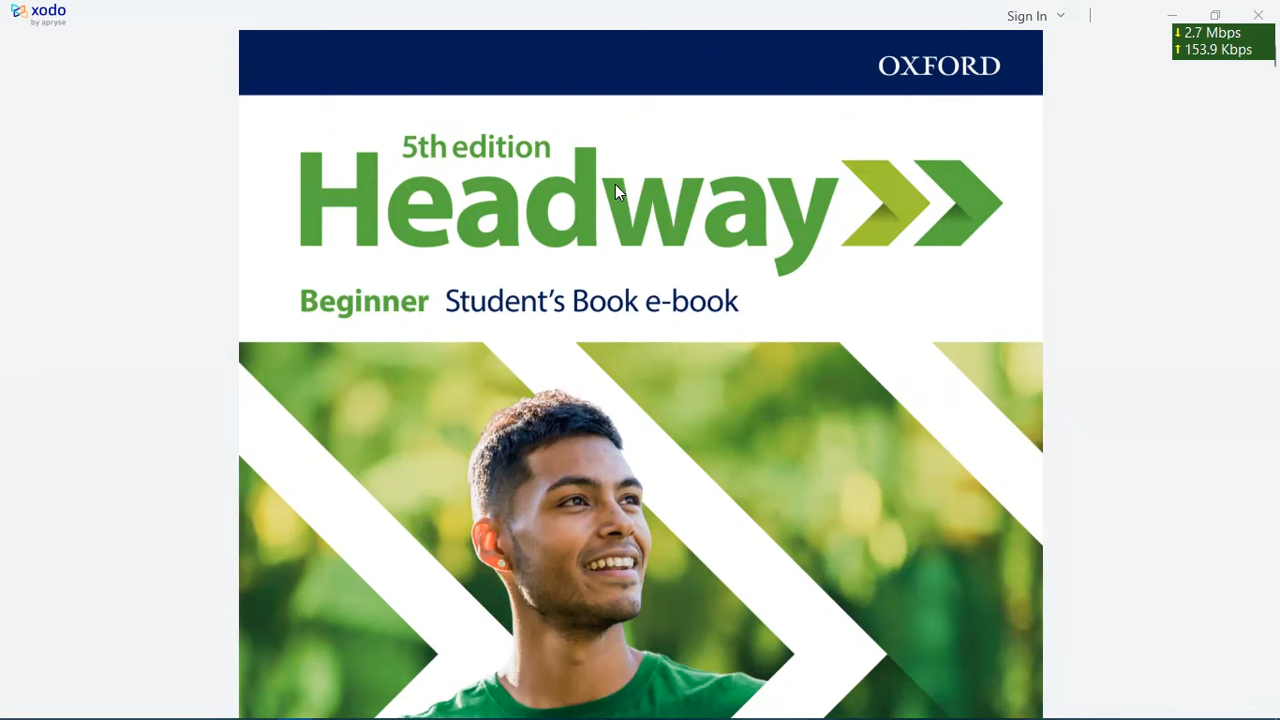 xodo
by apryse
Sign In
↓ 2.7 Mbps
↑ 153.9 Kbps
OXFORD
5th edition
Headway
Beginner Student's Book e-book